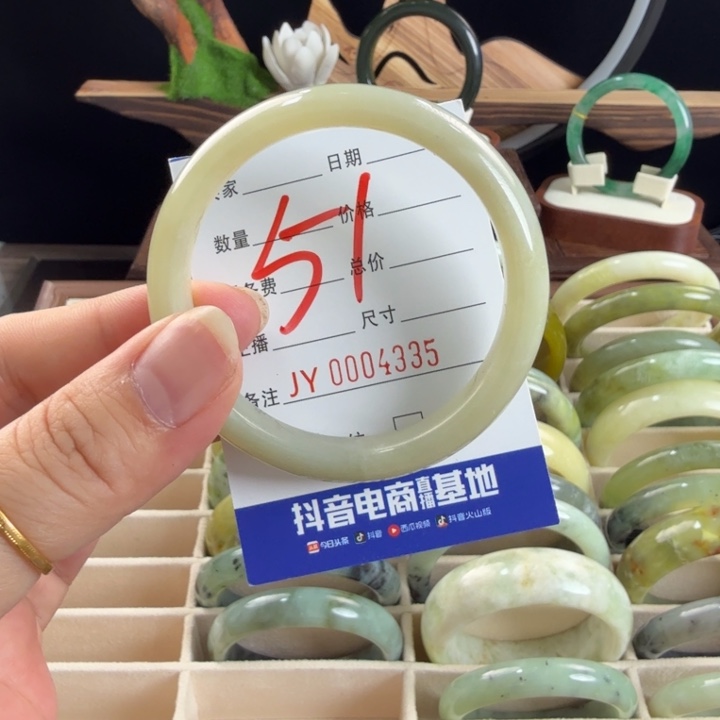 家 日期
数量 价格
51
务费 总价
播 尺寸
备注 JY 0004335
抖音电商直播基地
今日头条 抖音 西瓜视频 抖音火山版